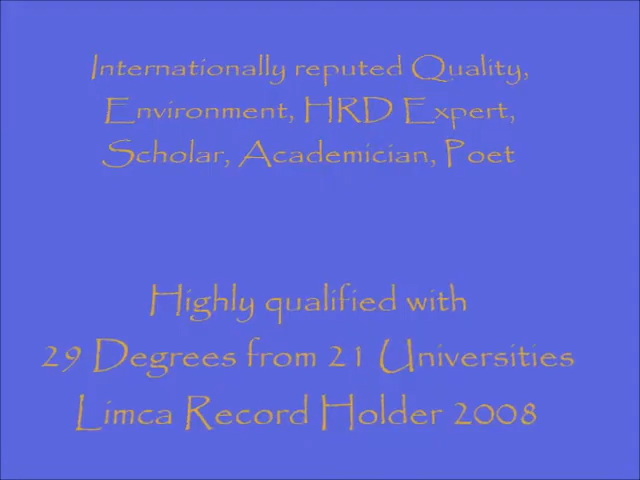 Internationally reputed Quality,
Environment, HRD Expert,
Scholar, Academician, Poet
Highly qualified with
29 Degrees from 21 Universities
Limca Record Holder 2008